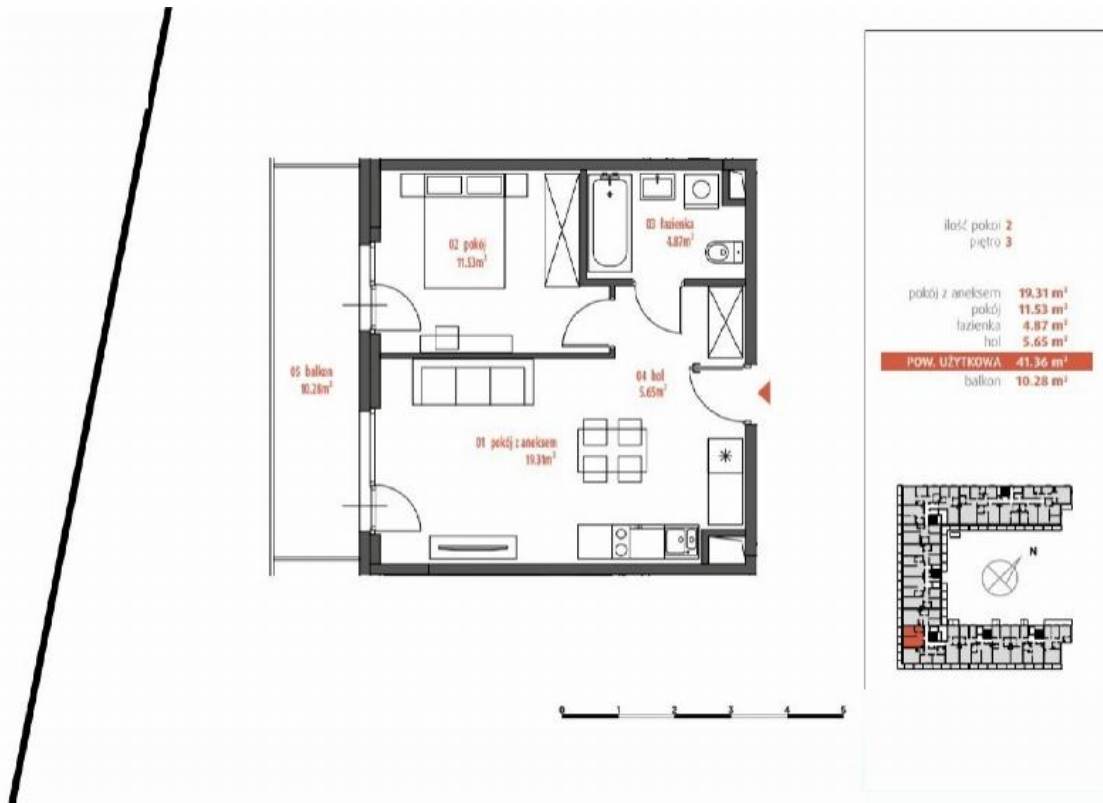 02 pokój
11.53m²
03 łazienka
4.87m²
05 balkon
10.28m²
04 hol
5.65m²
01 pokój z aneksem
19.31m²
ilość pokoi 2
piętro 3
pokój z aneksem 19.31 m²
pokój 11.53 m²
łazienka 4.87 m²
hol 5.65 m²
POW. UŻYTKOWA 41.36 m²
balkon 10.28 m²
N
0 1 2 3 4 5